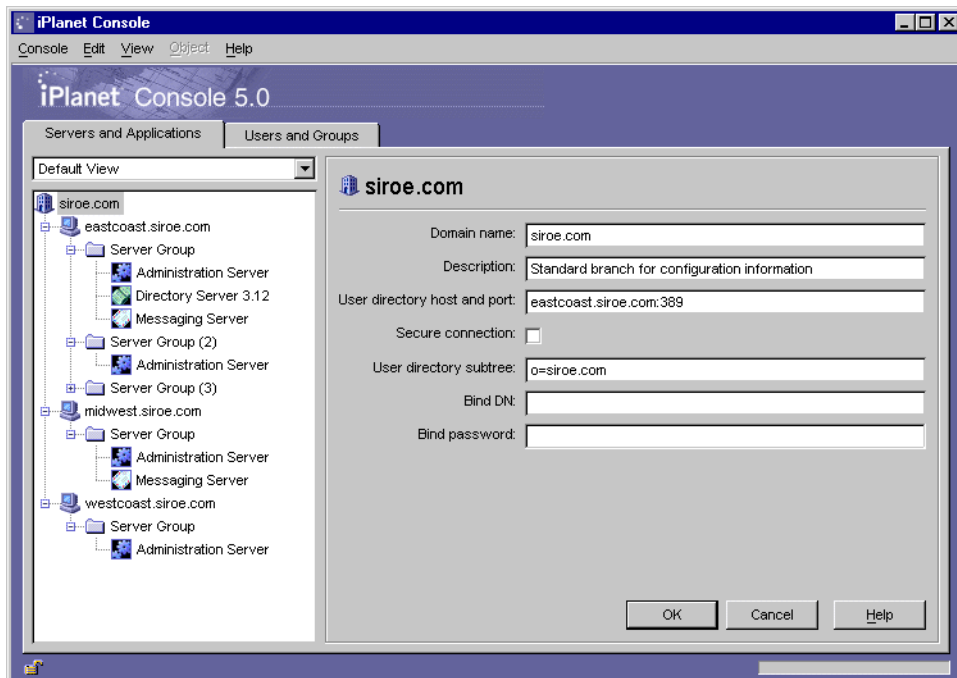 iPlanet Console
Console Edit View Object Help
iPlanet Console 5.0
Servers and Applications Users and Groups
Default View
siroe.com
eastcoast.siroe.com
Server Group
Administration Server
Directory Server 3.12
Messaging Server
Server Group (2)
Administration Server
Server Group (3)
midwest.siroe.com
Server Group
Administration Server
Messaging Server
westcoast.siroe.com
Server Group
Administration Server
siroe.com
Domain name: siroe.com
Description: Standard branch for configuration information
User directory host and port: eastcoast.siroe.com:389
Secure connection:
User directory subtree: o=siroe.com
Bind DN:
Bind password:
OK Cancel Help